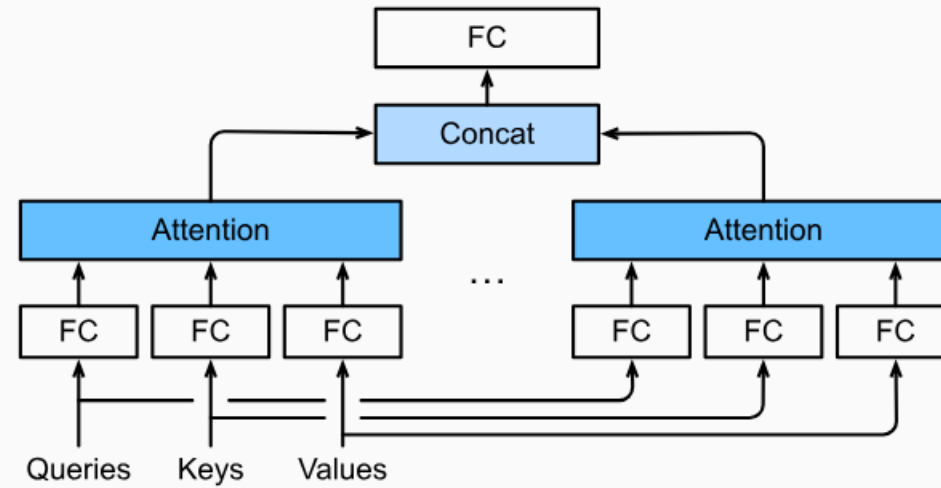 FC
Concat
Attention Attention
...
FC FC FC FC FC FC
Queries Keys Values